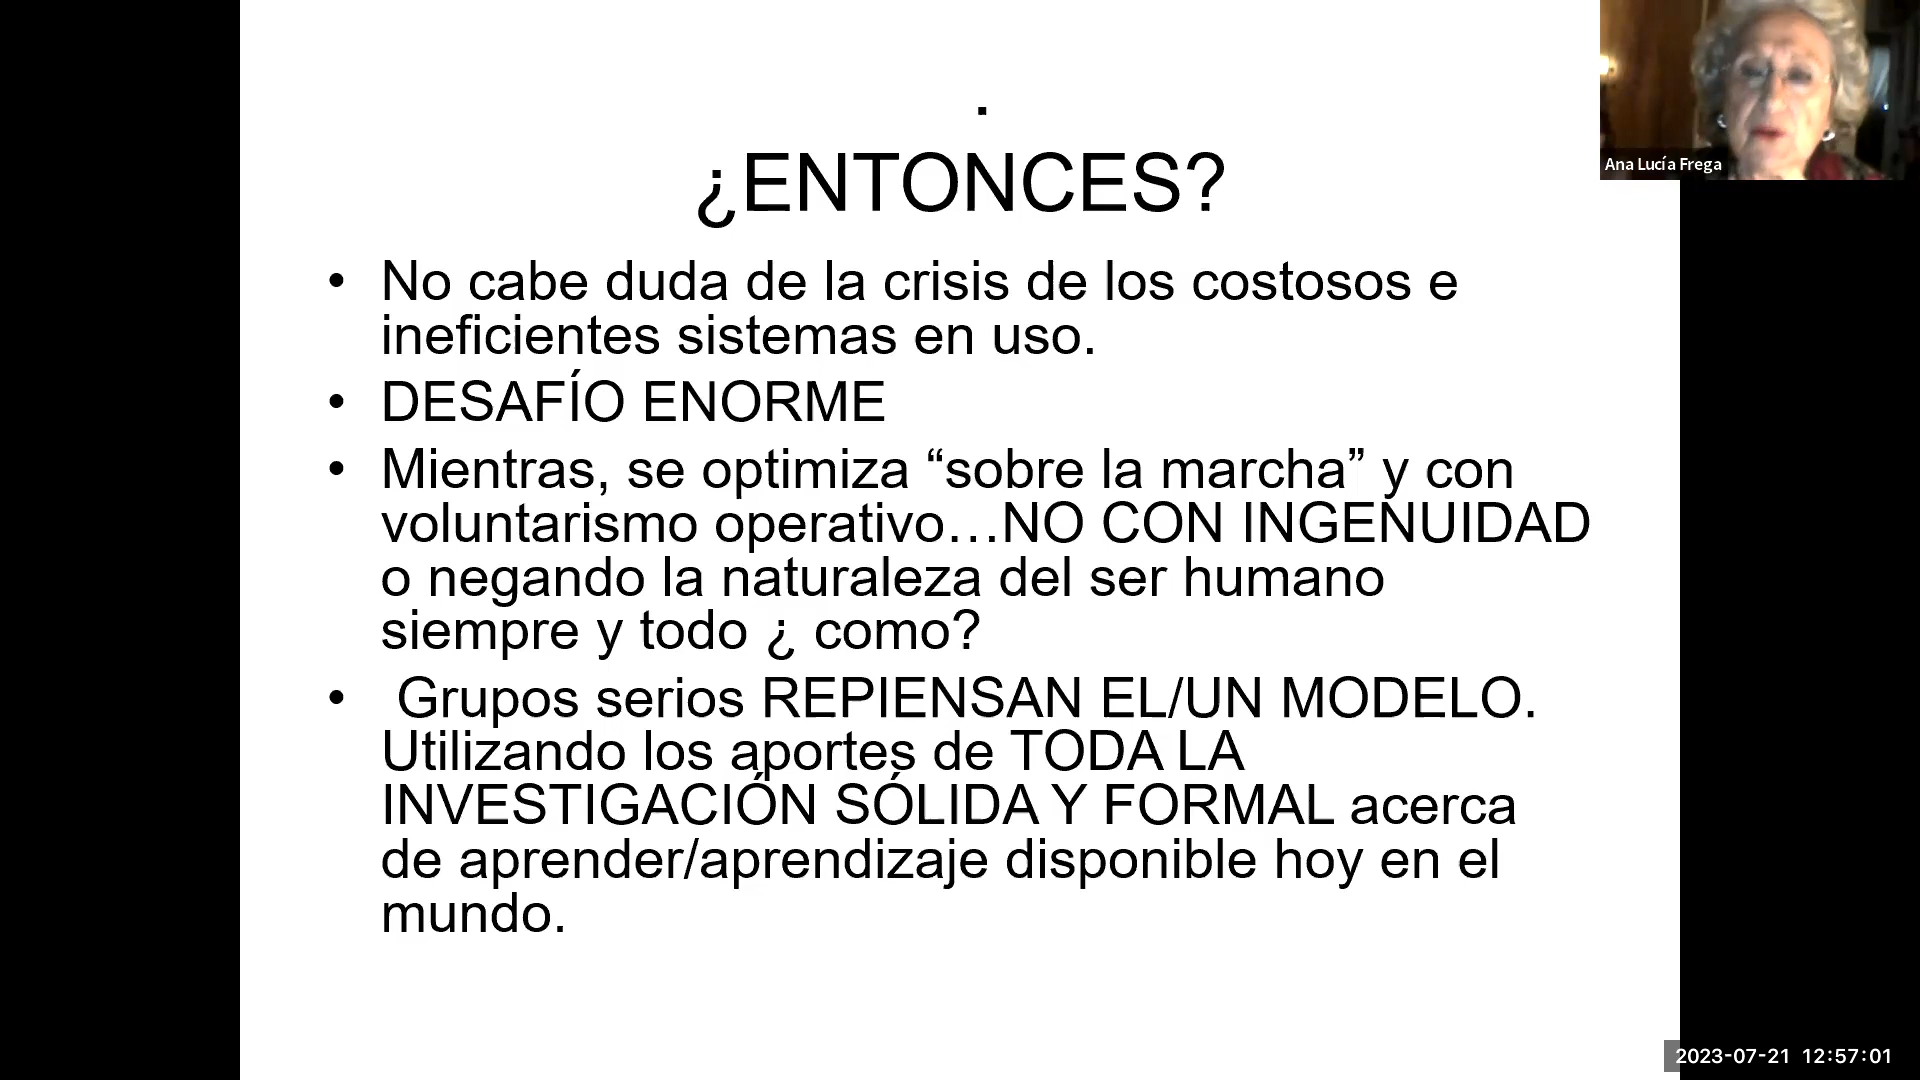 .
¿ENTONCES?
• No cabe duda de la crisis de los costosos e
ineficientes sistemas en uso.
• DESAFÍO ENORME
• Mientras, se optimiza “sobre la marcha” y con
voluntarismo operativo…NO CON INGENUIDAD
o negando la naturaleza del ser humano
siempre y todo ¿ como?
• Grupos serios REPIENSAN EL/UN MODELO.
Utilizando los aportes de TODA LA
INVESTIGACIÓN SÓLIDA Y FORMAL acerca
de aprender/aprendizaje disponible hoy en el
mundo.
Ana Lucía Frega
2023-07-21 12:57:01